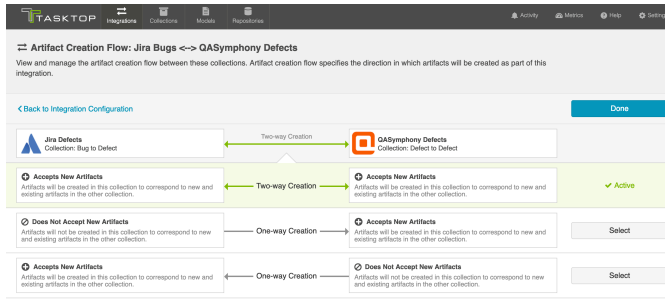 TASKTOP
Integrations
Collections
Models
Repositories
Activity
Metrics
Help
Setting
Artifact Creation Flow: Jira Bugs <--> QASymphony Defects
View and manage the artifact creation flow between these collections. Artifact creation flow specifies the direction in which artifacts will be created as part of this
integration.
Back to Integration Configuration
Done
Jira Defects
Collection: Bug to Defect
Two-way Creation
QASymphony Defects
Collection: Defect to Defect
Accepts New Artifacts
Artifacts will be created in this collection to correspond to new and
existing artifacts in the other collection.
Two-way Creation
Accepts New Artifacts
Artifacts will be created in this collection to correspond to new and
existing artifacts in the other collection.
Active
Does Not Accept New Artifacts
Artifacts will not be created in this collection to correspond to new
and existing artifacts in the other collection.
One-way Creation
Accepts New Artifacts
Artifacts will be created in this collection to correspond to new and
existing artifacts in the other collection.
Select
Accepts New Artifacts
Artifacts will be created in this collection to correspond to new and
existing artifacts in the other collection.
One-way Creation
Does Not Accept New Artifacts
Artifacts will not be created in this collection to correspond to new
and existing artifacts in the other collection.
Select